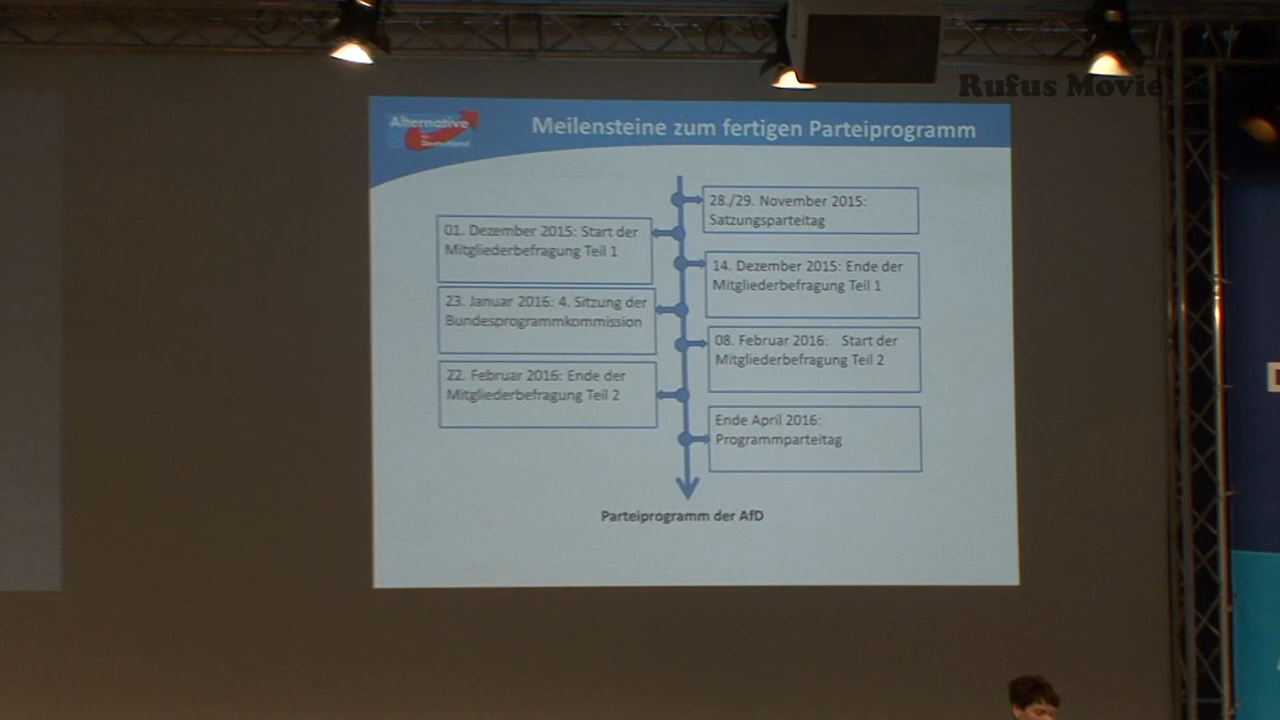 Rufus Movie
Alternative
für
Deutschland
Meilensteine zum fertigen Parteiprogramm
28./29. November 2015:
Satzungsparteitag
01. Dezember 2015: Start der
Mitgliederbefragung Teil 1
14. Dezember 2015: Ende der
Mitgliederbefragung Teil 1
23. Januar 2016: 4. Sitzung der
Bundesprogrammkommission
08. Februar 2016: Start der
Mitgliederbefragung Teil 2
22. Februar 2016: Ende der
Mitgliederbefragung Teil 2
Ende April 2016:
Programmparteitag
Parteiprogramm der AfD